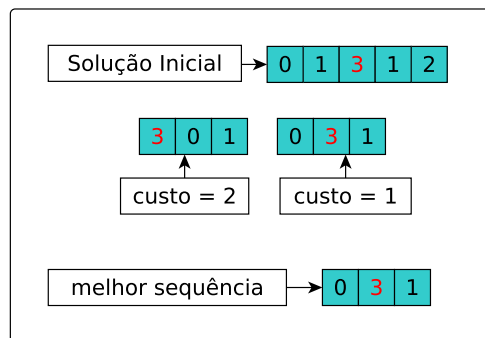 Solução Inicial 0 1 3 1 2
3 0 1 0 3 1
custo = 2 custo = 1
melhor sequência 0 3 1